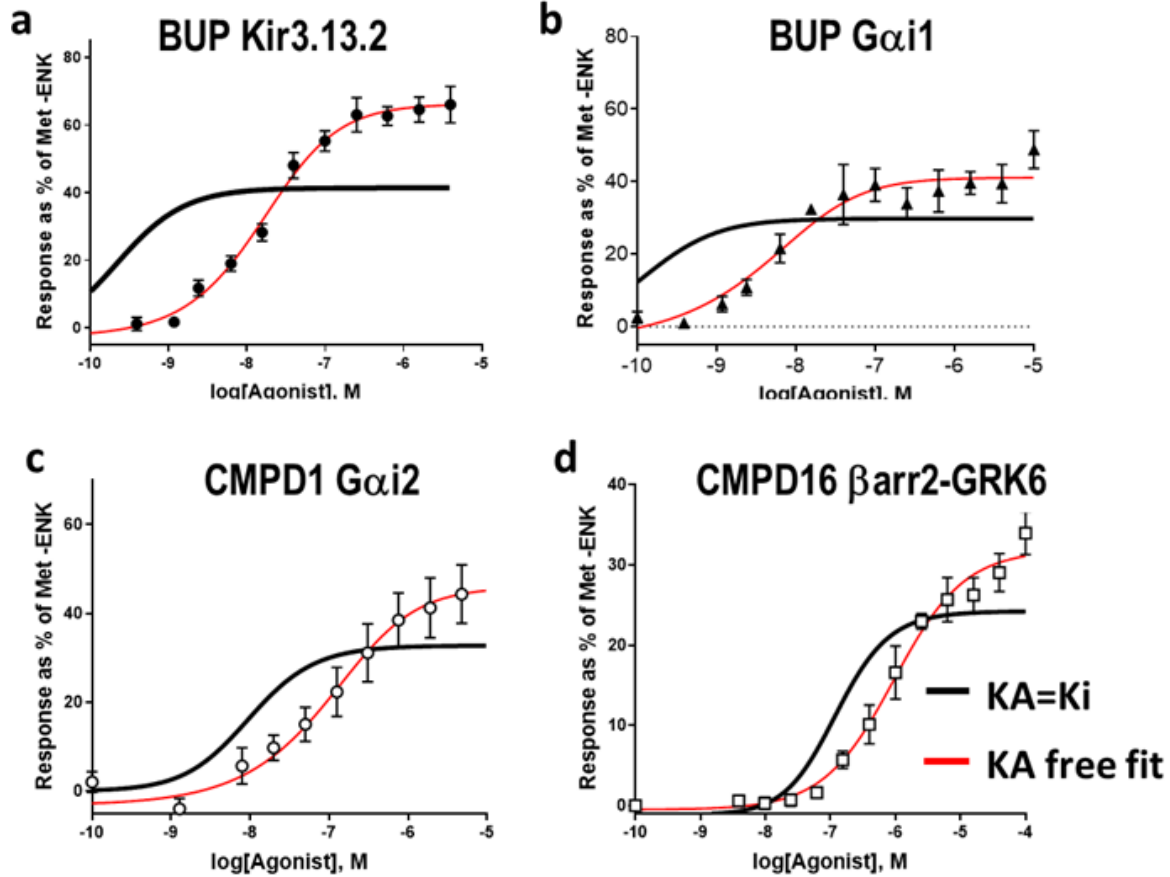 a
BUP Kir3.13.2
Response as % of Met -ENK
80
60
40
20
0
-10
-9
-8
-7
-6
-5
log[Agonist], M
b
BUP Gαi1
Response as % of Met -ENK
80
60
40
20
0
-10
-9
-8
-7
-6
-5
log[Agonist], M
c
CMPD1 Gαi2
Response as % of Met -ENK
60
40
20
0
-10
-9
-8
-7
-6
-5
log[Agonist], M
d
CMPD16 βarr2-GRK6
Response as % of Met -ENK
40
30
20
10
0
-10
-9
-8
-7
-6
-5
-4
log[Agonist], M
KA=Ki
KA free fit